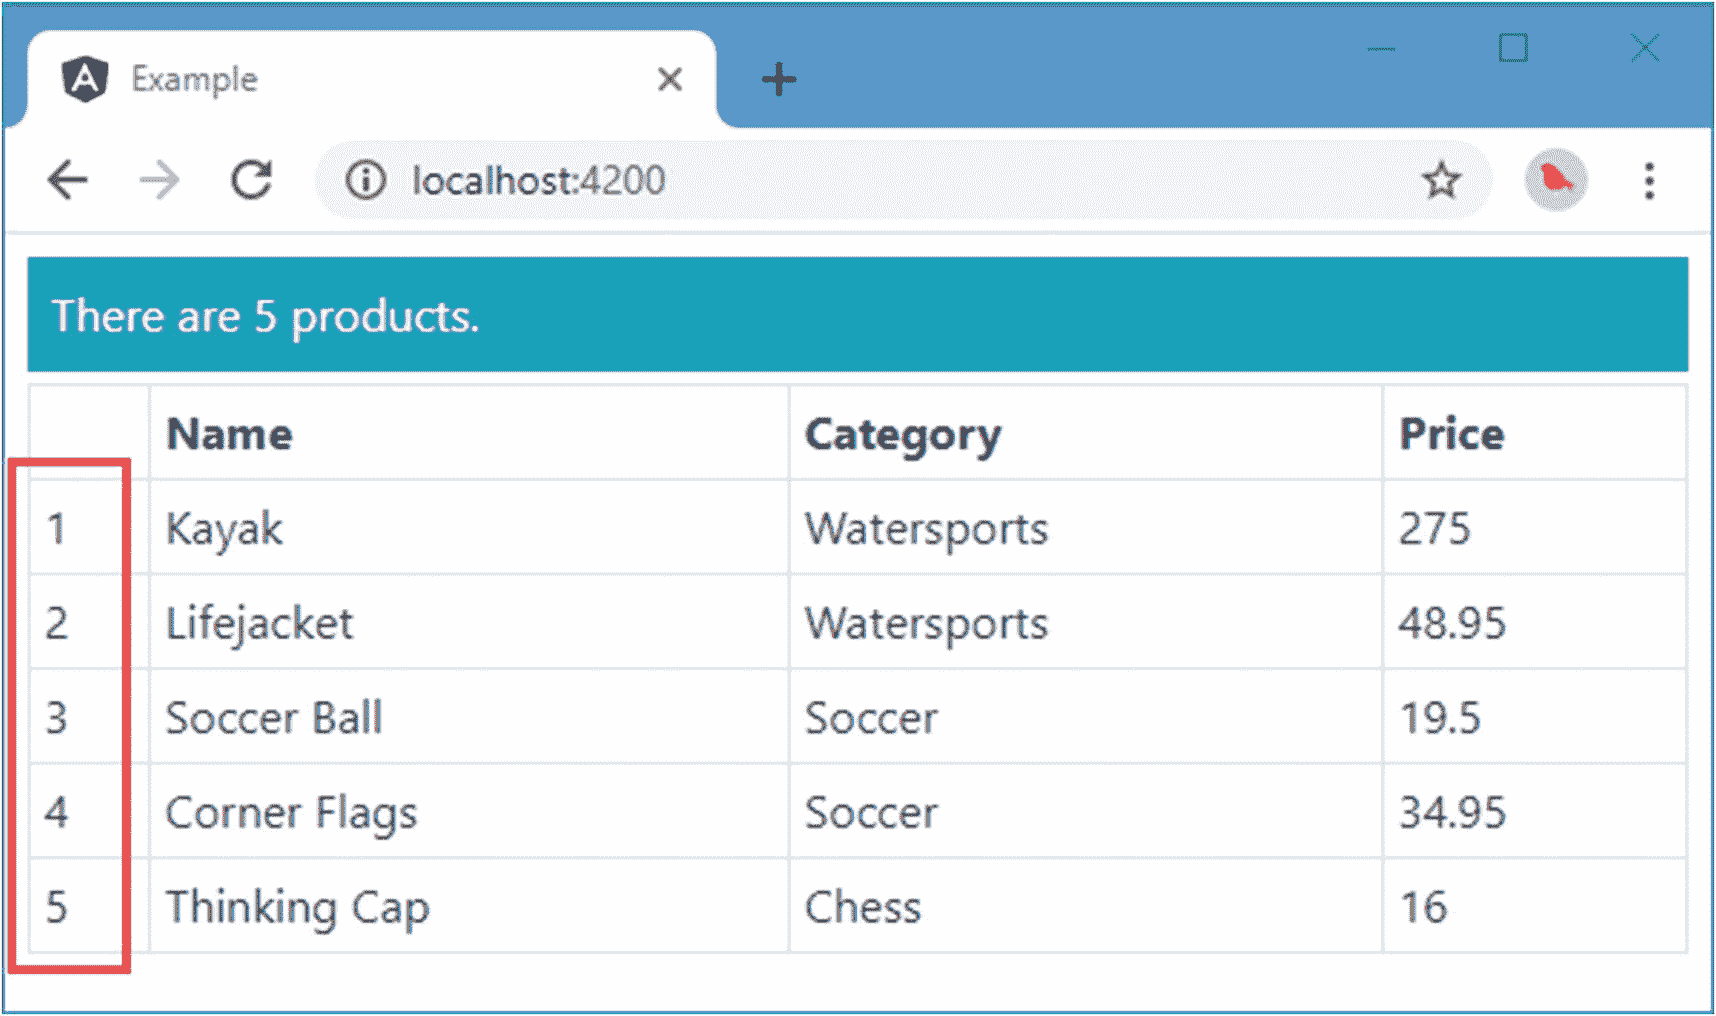 Example
localhost:4200
There are 5 products.
Name Category Price
1 Kayak Watersports 275
2 Lifejacket Watersports 48.95
3 Soccer Ball Soccer 19.5
4 Corner Flags Soccer 34.95
5 Thinking Cap Chess 16